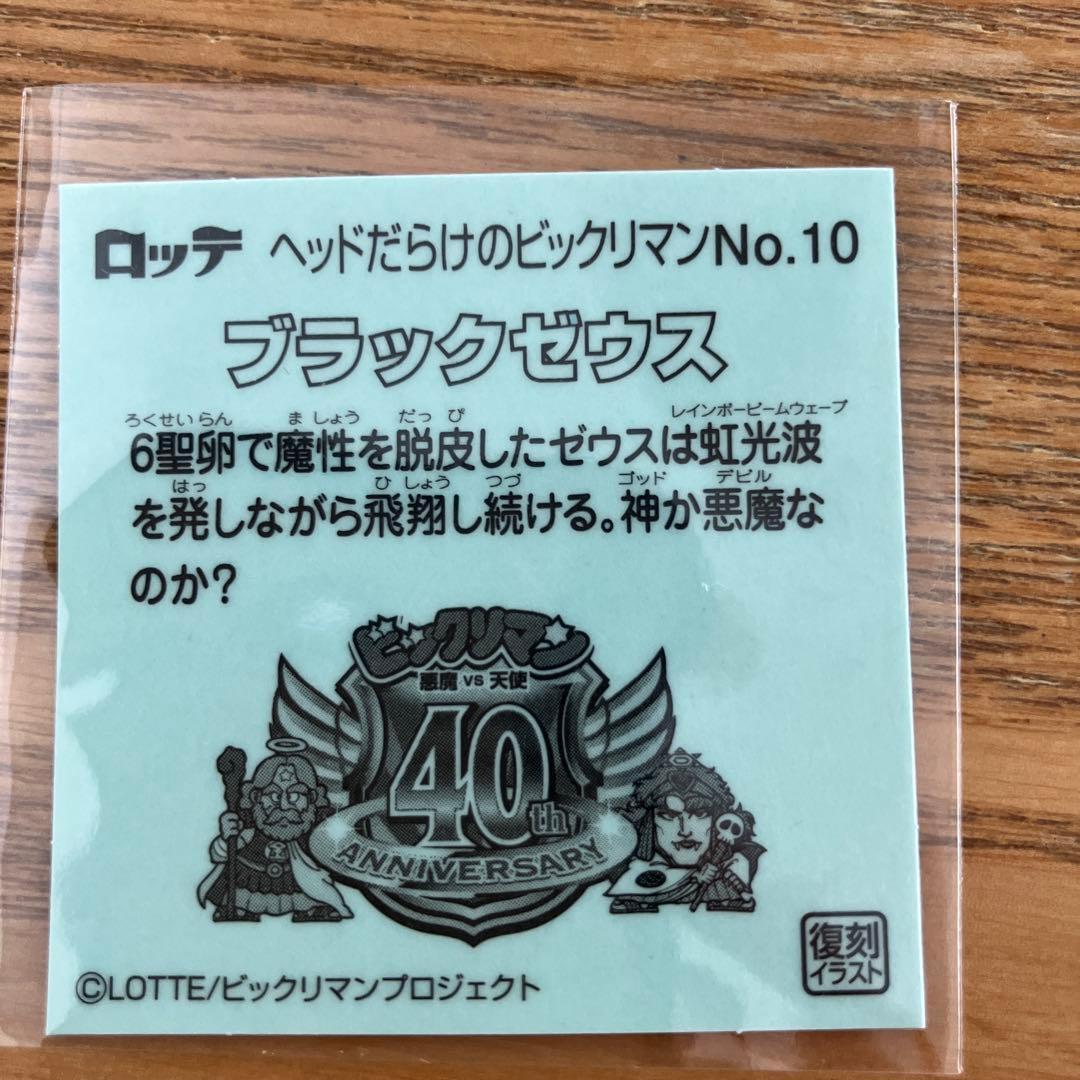 ロッテ ヘッドだらけのビックリマンNo.10
ブラックゼウス
ろくせいらん ましょう だっぴ レインボービームウェーブ
6聖卵で魔性を脱皮したゼウスは虹光波
はっ ひしょう つづ ゴッド デビル
を発しながら飛翔し続ける。神か悪魔な
のか?
ビックリマン
悪魔 VS 天使
40th
ANNIVERSARY
復刻
イラスト
©LOTTE/ビックリマンプロジェクト